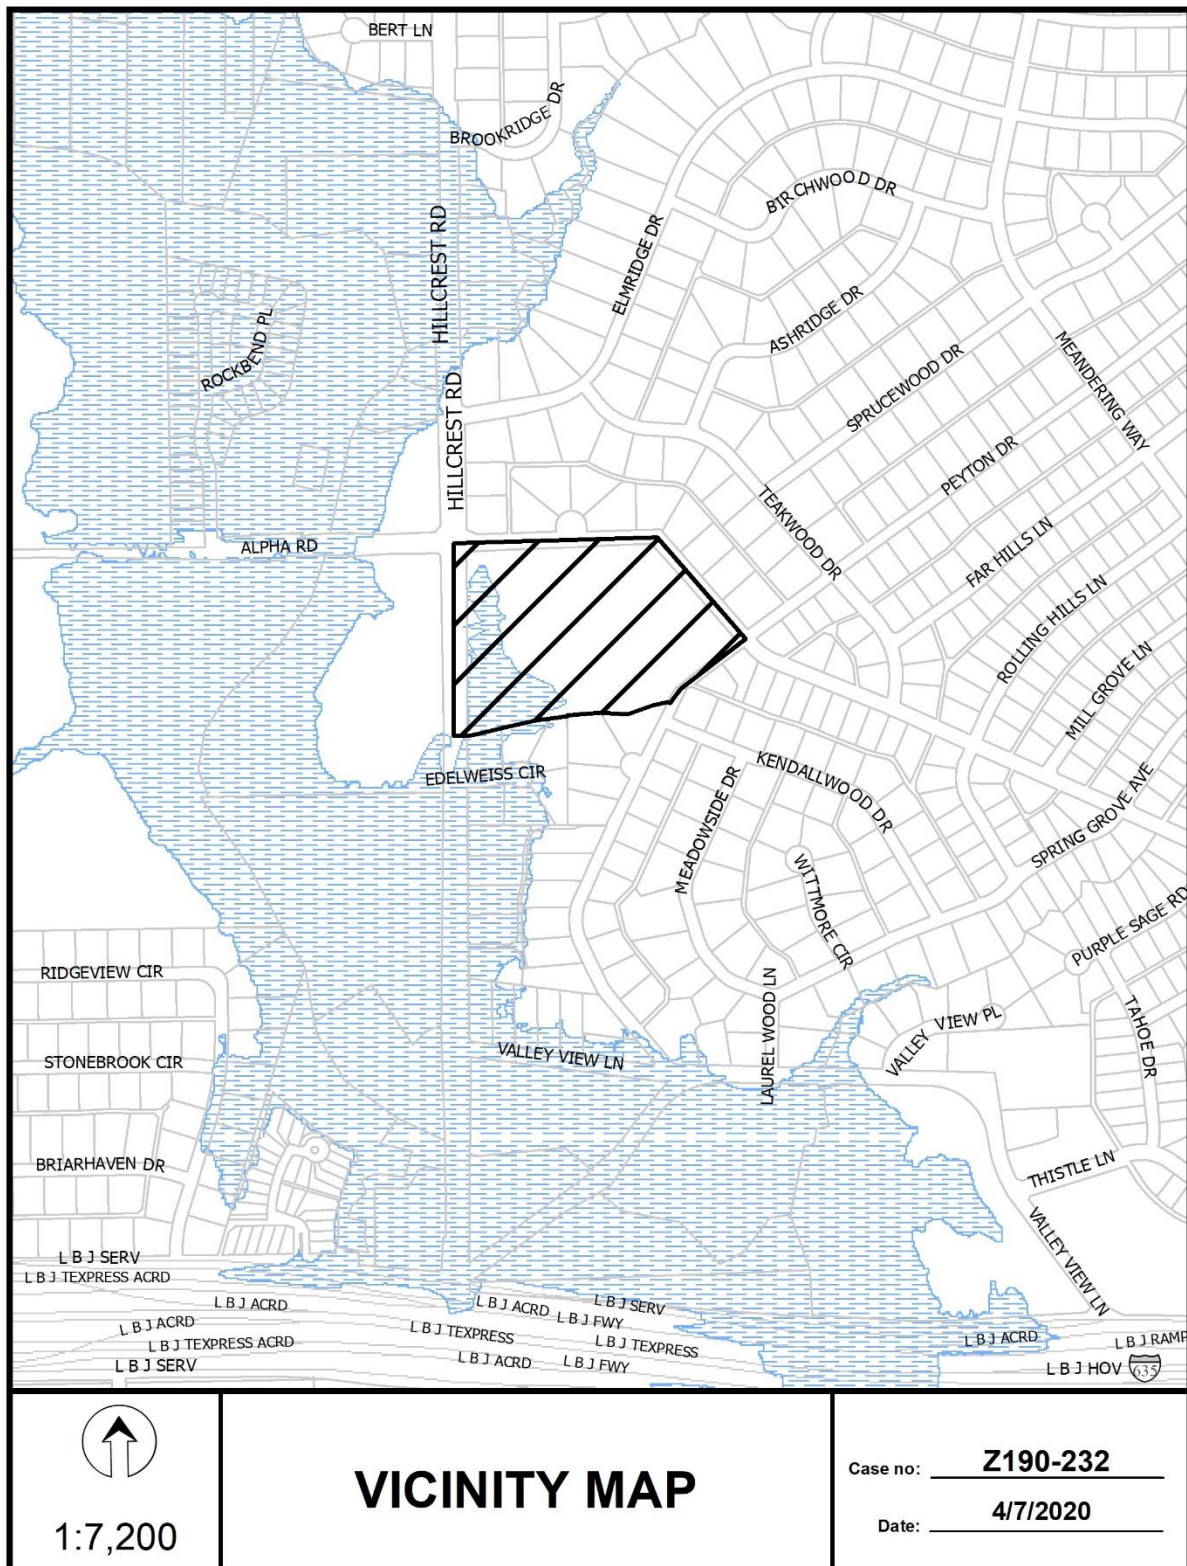 BERT LN
BROOKRIDGE DR
BIRCHWOOD DR
HILLCREST RD
ELMRIDGE DR
ASHRIDGE DR
ROCKBEND PL
SPRUCEWOOD DR
MEANDERING WAY
HILLCREST RD
PEYTON DR
TEAKWOOD DR
ALPHA RD
FAR HILLS LN
ROLLING HILLS LN
MILL GROVE LN
EDELWEISS CIR
KENDALLWOOD DR
MEADOWSIDE DR
SPRING GROVE AVE
WITTMORE CIR
PURPLE SAGE RD
RIDGEVIEW CIR
LAUREL WOOD LN
VALLEY VIEW PL
TAHOE DR
STONEBROOK CIR
VALLEY VIEW LN
BRIARHAVEN DR
THISTLE LN
VALLEY VIEW LN
L B J SERV
L B J TEXPRESS ACRD
L B J ACRD
L B J ACRD
L B J SERV
L B J FWY
L B J ACRD
L B J TEXPRESS
L B J TEXPRESS
L B J ACRD
L B J RAMP
L B J TEXPRESS ACRD
L B J SERV
L B J ACRD
L B J FWY
L B J HOV
635
1:7,200
VICINITY MAP
Case no: Z190-232
Date: 4/7/2020